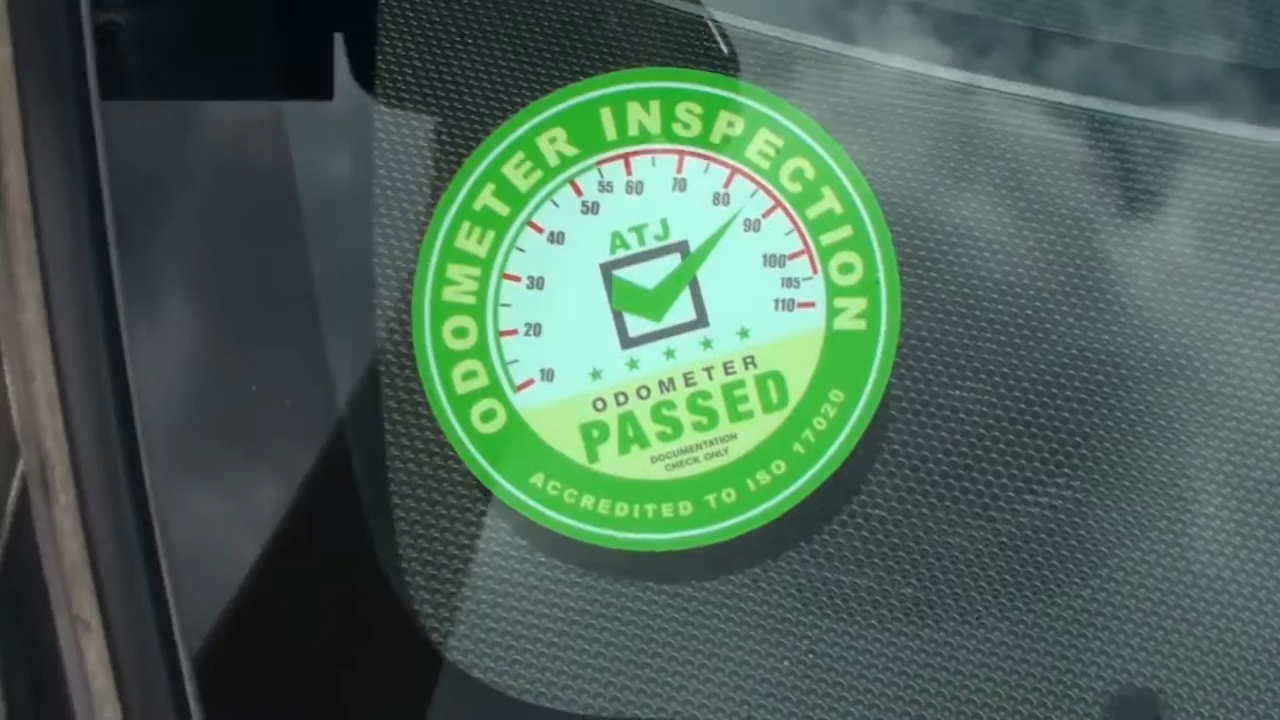 ODOMETER INSPECTION
10
20
30
40
50
55
60
70
80
90
100
105
110
ATJ
ODOMETER
PASSED
DOCUMENTATION
CHECK ONLY
ACCREDITED TO ISO 17020